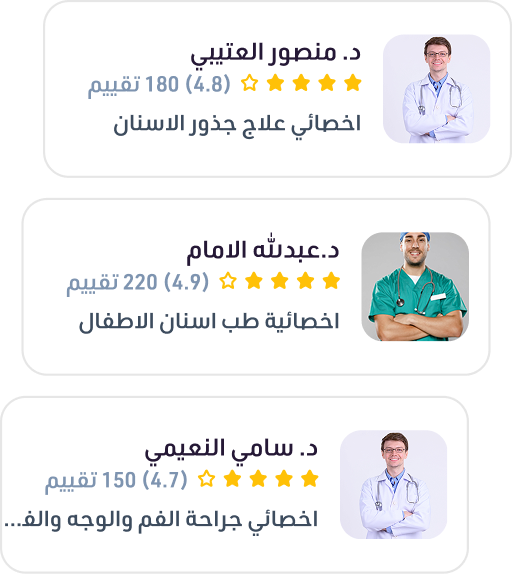 د. منصور العتيبي
(4.8) 180 تقييم
اخصائي علاج جذور الاسنان
د.عبدلله الامام
(4.9) 220 تقييم
اخصائية طب اسنان الاطفال
د. سامي النعيمي
(4.7) 150 تقييم
اخصائي جراحة الفم والوجه والف...